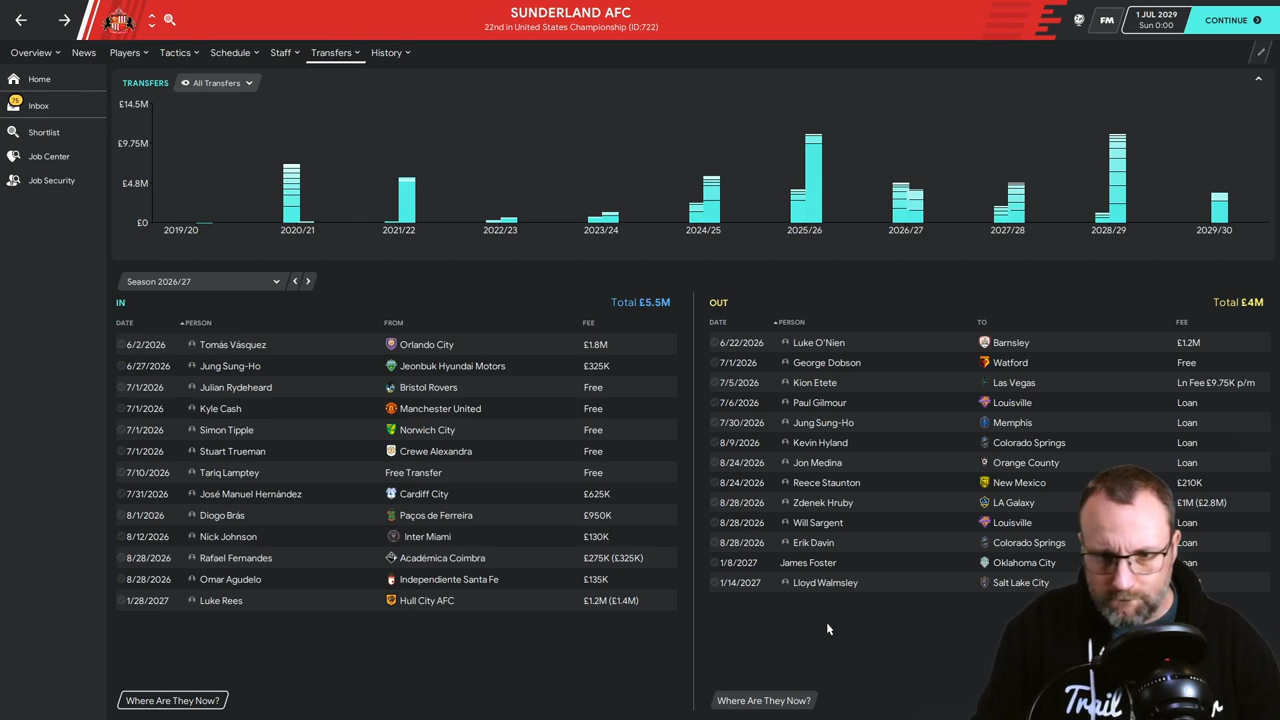 SUNDERLAND AFC
22nd in United States Championship (ID:722)
FM
1 JUL 2029
Sun 0:00
CONTINUE
Overview
News
Players
Tactics
Schedule
Staff
Transfers
History
Home
75
Inbox
Shortlist
Job Center
Job Security
TRANSFERS
All Transfers
£14.5M
£9.75M
£4.8M
£0
2019/20 2020/21 2021/22 2022/23 2023/24 2024/25 2025/26 2026/27 2027/28 2028/29 2029/30
Season 2026/27
IN Total £5.5M
DATE PERSON FROM FEE
6/2/2026 Tomás Vásquez Orlando City £1.8M
6/27/2026 Jung Sung-Ho Jeonbuk Hyundai Motors £325K
7/1/2026 Julian Rydeheard Bristol Rovers Free
7/1/2026 Kyle Cash Manchester United Free
7/1/2026 Simon Tipple Norwich City Free
7/1/2026 Stuart Trueman Crewe Alexandra Free
7/10/2026 Tariq Lamptey Free Transfer Free
7/31/2026 José Manuel Hernández Cardiff City £625K
8/1/2026 Diogo Brás Paços de Ferreira £950K
8/12/2026 Nick Johnson Inter Miami £130K
8/28/2026 Rafael Fernandes Académica Coimbra £275K (£325K)
8/28/2026 Omar Agudelo Independiente Santa Fe £135K
1/28/2027 Luke Rees Hull City AFC £1.2M (£1.4M)
Where Are They Now?
OUT Total £4M
DATE PERSON TO FEE
6/22/2026 Luke O'Nien Barnsley £1.2M
7/1/2026 George Dobson Watford Free
7/5/2026 Kion Etete Las Vegas Ln Fee £9.75K p/m
7/6/2026 Paul Gilmour Louisville Loan
7/30/2026 Jung Sung-Ho Memphis Loan
8/9/2026 Kevin Hyland Colorado Springs Loan
8/24/2026 Jon Medina Orange County Loan
8/24/2026 Reece Staunton New Mexico £210K
8/28/2026 Zdenek Hruby LA Galaxy £1M (£2.8M)
8/28/2026 Will Sargent Louisville Loan
8/28/2026 Erik Davin Colorado Springs Loan
1/8/2027 James Foster Oklahoma City oan
1/14/2027 Lloyd Walmsley Salt Lake City Loan
Where Are They Now?
Trail